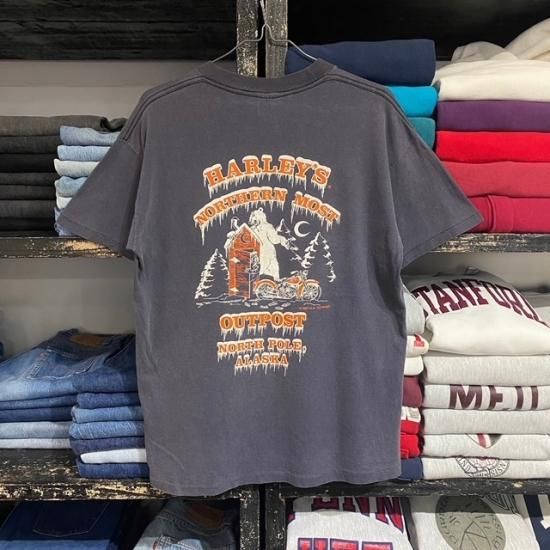 HARLEY'S
NORTHERN MOST
OUTPOST
NORTH POLE,
ALASKA
STANFORD